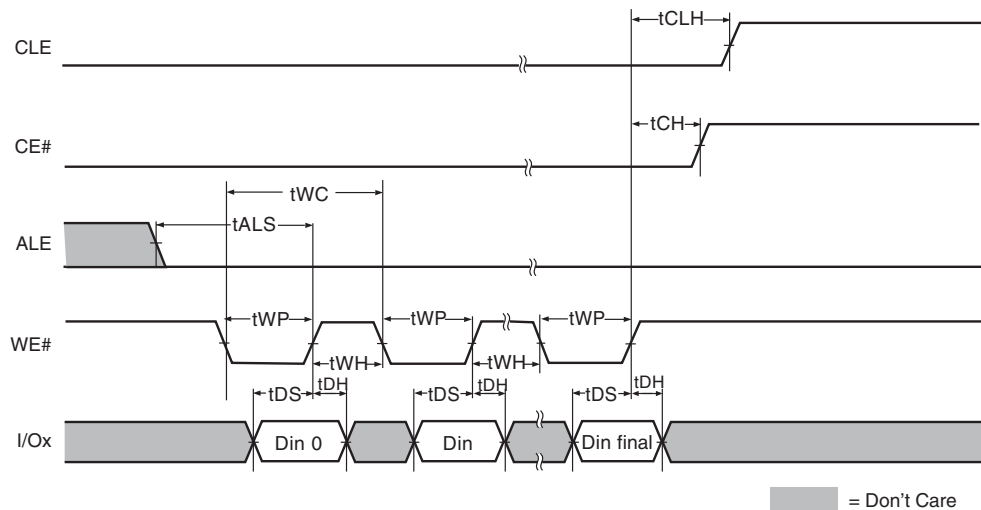 tCLH
CLE
tCH
CE#
tWC
tALS
ALE
tWP tWP tWP
WE#
tWH tWH
tDS tDH tDS tDH tDS tDH
I/Ox Din 0 Din Din final
= Don't Care